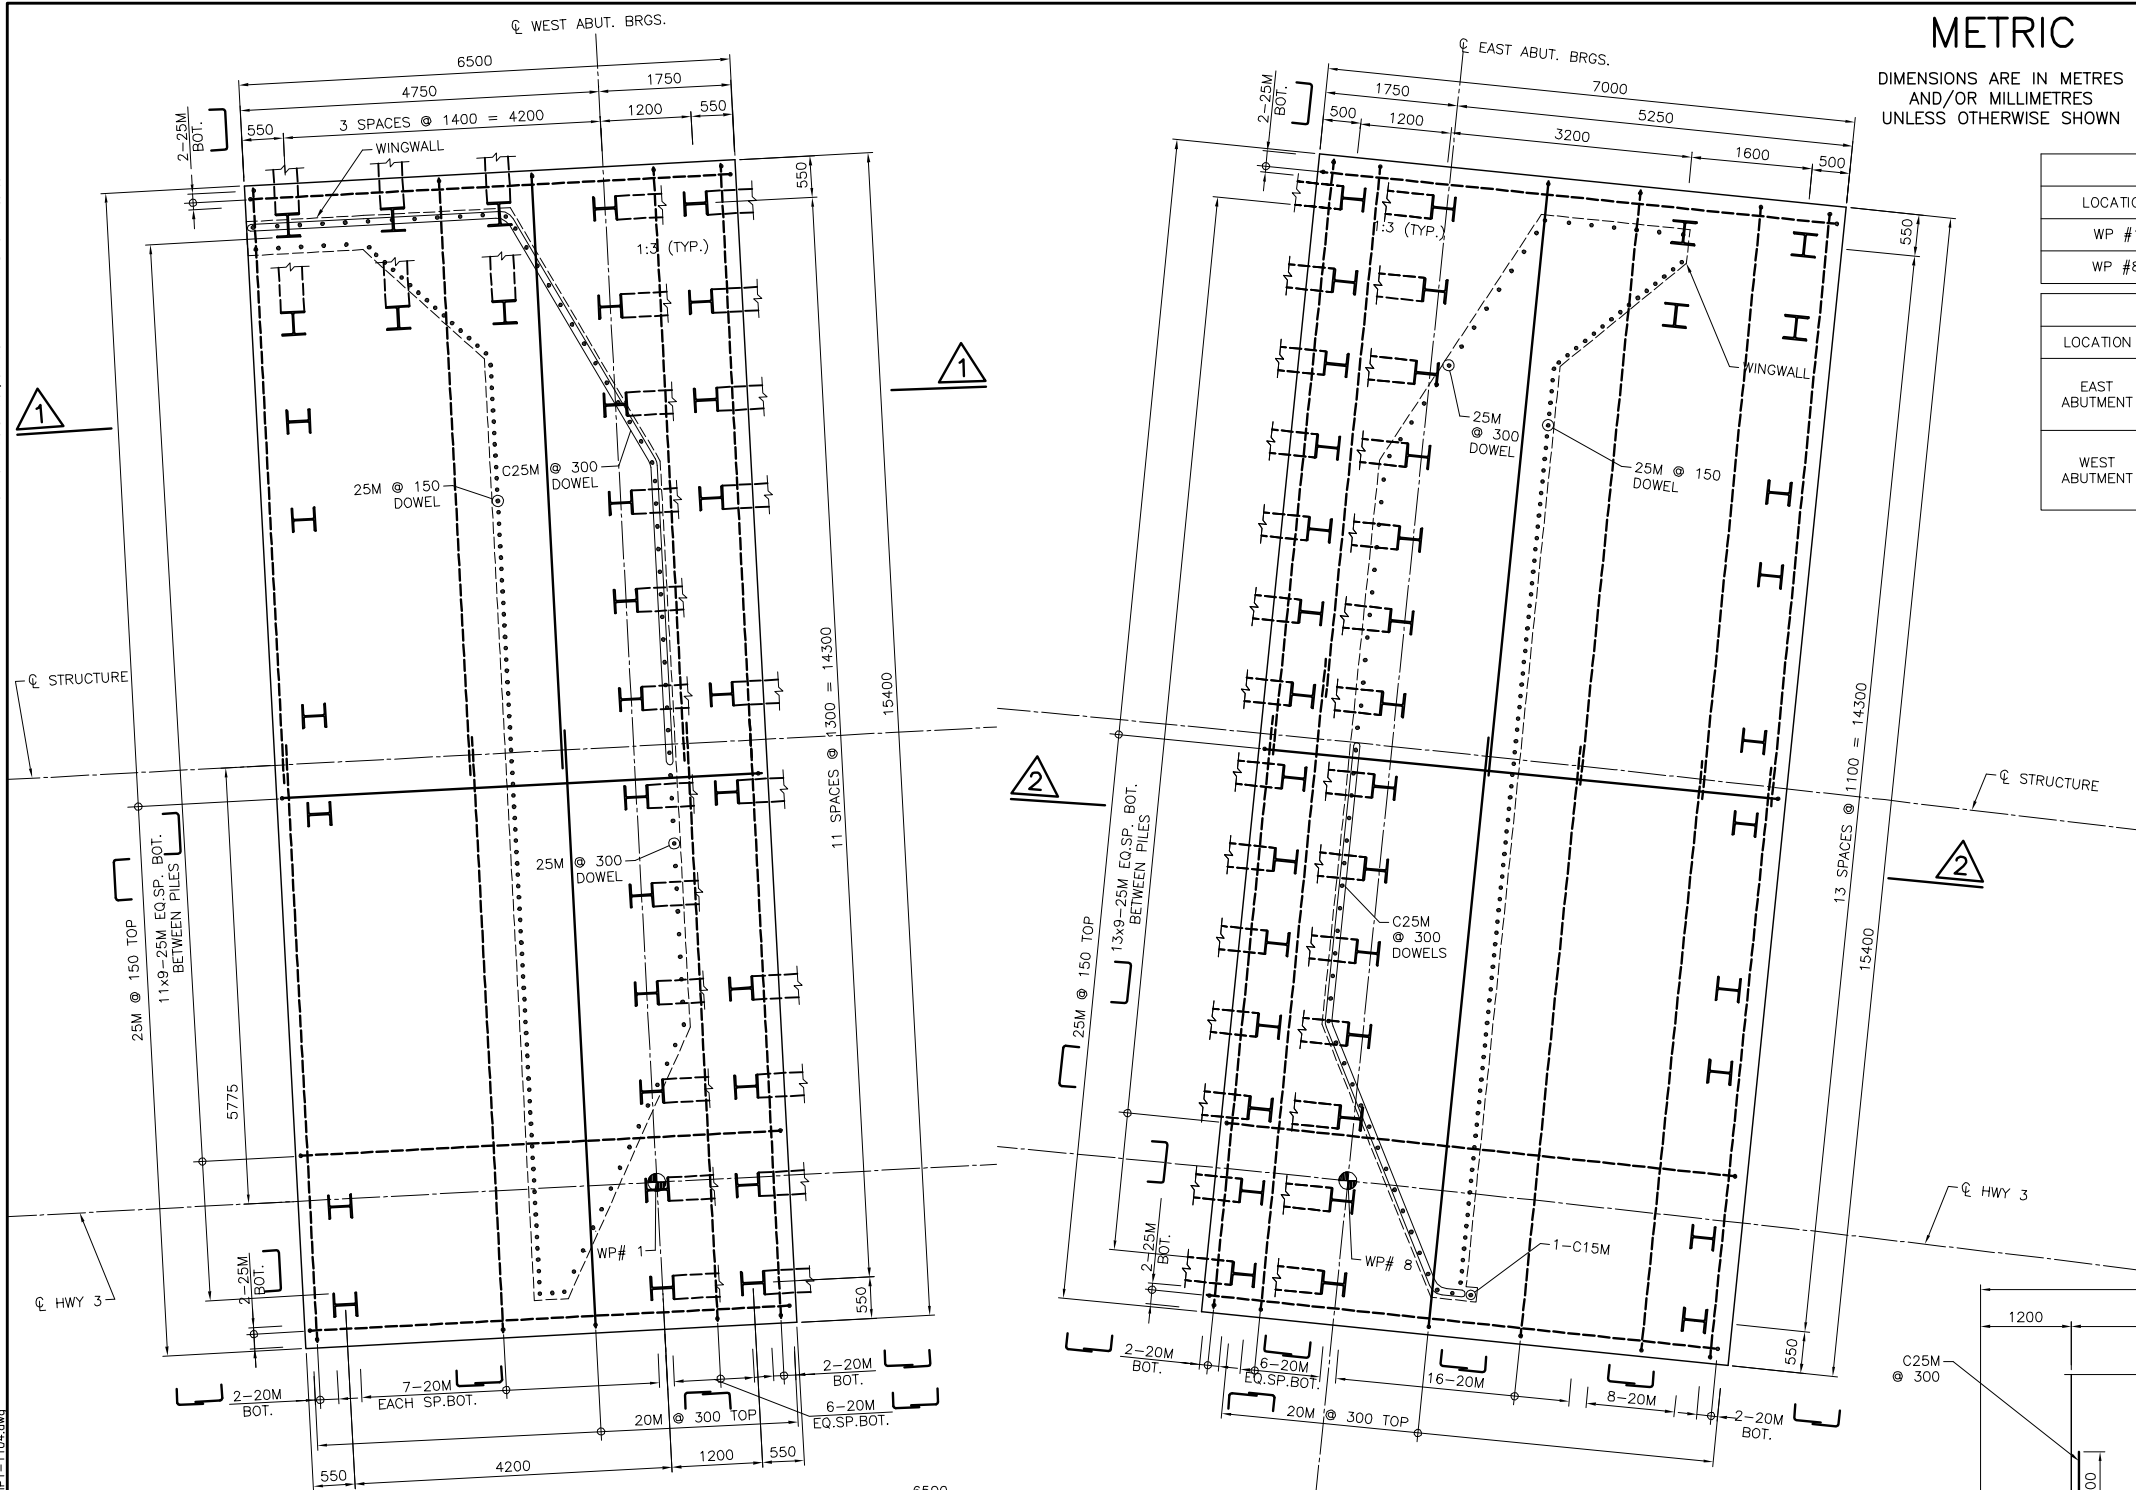 METRIC
DIMENSIONS ARE IN METRES
AND/OR MILLIMETRES
UNLESS OTHERWISE SHOWN
℄ WEST ABUT. BRGS.
6500
4750
1750
550
3 SPACES @ 1400 = 4200
1200
550
2-25M
BOT.
WINGWALL
550
1:3 (TYP.)
1
1
C25M @ 300
DOWEL
25M @ 150
DOWEL
℄ STRUCTURE
11 SPACES @ 1300 = 14300
15400
25M @ 300
DOWEL
25M @ 150 TOP
11x9-25M EQ.SP. BOT.
BETWEEN PILES
5775
WP# 1
℄ HWY 3
2-25M
BOT.
550
2-20M
BOT.
7-20M
EACH SP.BOT.
2-20M
BOT.
6-20M
EQ.SP.BOT.
20M @ 300 TOP
550
4200
1200
550
6500
℄ EAST ABUT. BRGS.
7000
1750
5250
500
1200
3200
1600
500
2-25M
BOT.
550
1:3 (TYP.)
WINGWALL
25M
@ 300
DOWEL
25M @ 150
DOWEL
2
2
℄ STRUCTURE
13 SPACES @ 1100 = 14300
15400
C25M
@ 300
DOWELS
25M @ 150 TOP
13x9-25M EQ.SP. BOT.
BETWEEN PILES
℄ HWY 3
WP# 8
1-C15M
2-25M
BOT.
550
2-20M
BOT.
6-20M
EQ.SP.BOT.
16-20M
8-20M
2-20M
BOT.
20M @ 300 TOP
LOCATION
EAST
ABUTMENT
WEST
ABUTMENT
1200
C25M
@ 300